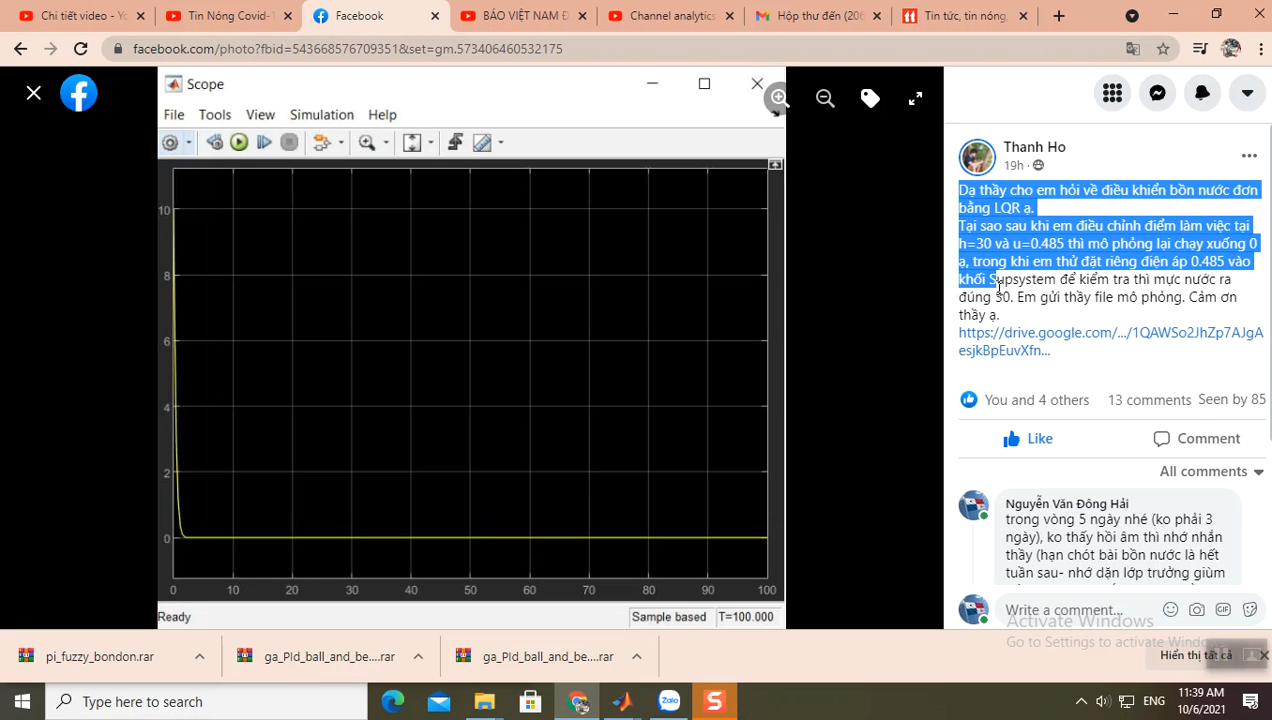 Chi tiết video - Yo
Tin Nóng Covid-1
Facebook
BÁO VIỆT NAM Đ
Channel analytics
Hộp thư đến (206
Tin tức, tin nóng,
facebook.com/photo?fbid=543668576709351&set=gm.573406460532175
Scope
File Tools View Simulation Help
10
8
6
4
2
0
0 10 20 30 40 50 60 70 80 90 100
Ready
Sample based
T=100.000
Thanh Ho
19h
Dạ thầy cho em hỏi về điều khiển bồn nước đơn
bằng LQR ạ.
Tại sao sau khi em điều chỉnh điểm làm việc tại
h=30 và u=0.485 thì mô phỏng lại chạy xuống 0
ạ, trong khi em thử đặt riêng điện áp 0.485 vào
khối Supsystem để kiểm tra thì mực nước ra
đúng 30. Em gửi thầy file mô phỏng. Cảm ơn
thầy ạ.
https://drive.google.com/.../1QAWSo2JhZp7AJgA
esjkBpEuvXfn...
You and 4 others 13 comments Seen by 85
Like Comment
All comments
Nguyễn Văn Đông Hải
trong vòng 5 ngày nhé (ko phải 3
ngày), ko thấy hồi âm thì nhớ nhắn
thầy (hạn chót bài bồn nước là hết
tuần sau- nhớ dặn lớp trưởng giùm
Write a comment...
GIF
Activate Windows
Go to Settings to activate Windows
pi_fuzzy_bondon.rar
ga_PId_ball_and_be....rar
ga_PId_ball_and_be....rar
Hiển thị tất cả
Type here to search
Zalo
S
ENG
11:39 AM
10/6/2021